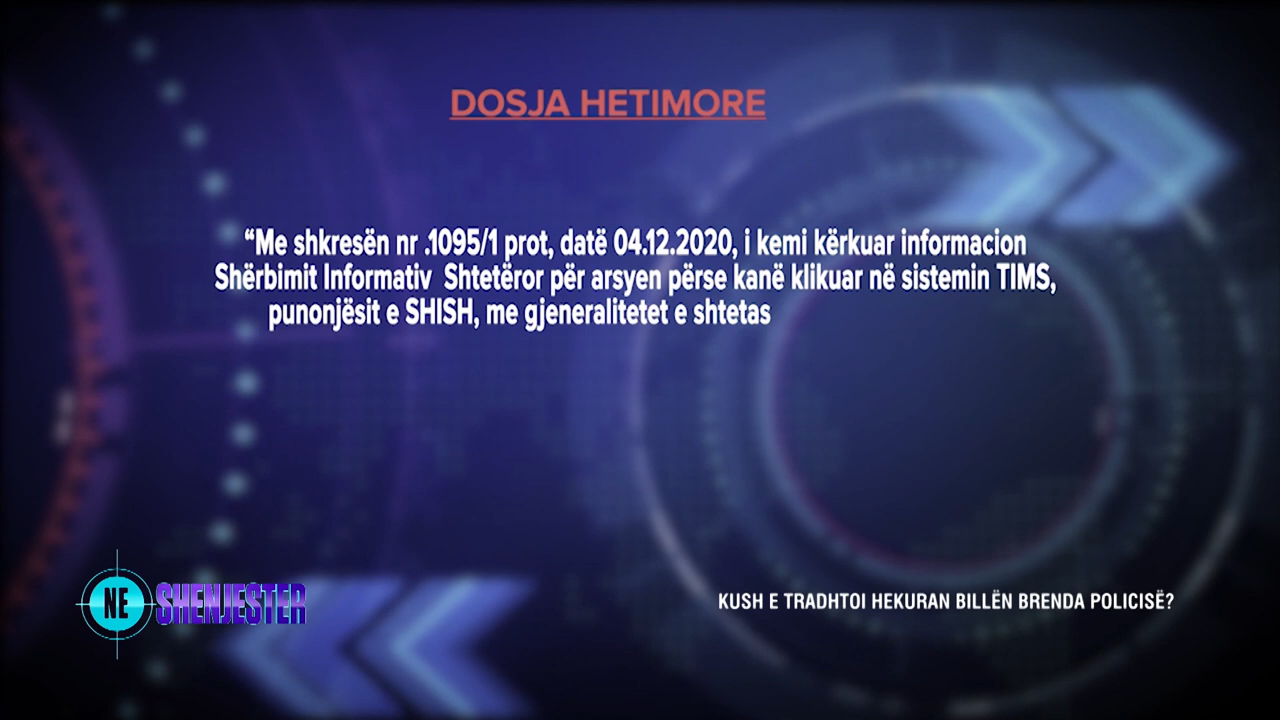 DOSJA HETIMORE
“Me shkresën nr .1095/1 prot, datë 04.12.2020, i kemi kërkuar informacion
Shërbimit Informativ Shtetëror për arsyen përse kanë klikuar në sistemin TIMS,
punonjësit e SHISH, me gjeneralitetet e shtetas
NE SHENJESTER
KUSH E TRADHTOI HEKURAN BILLËN BRENDA POLICISË?